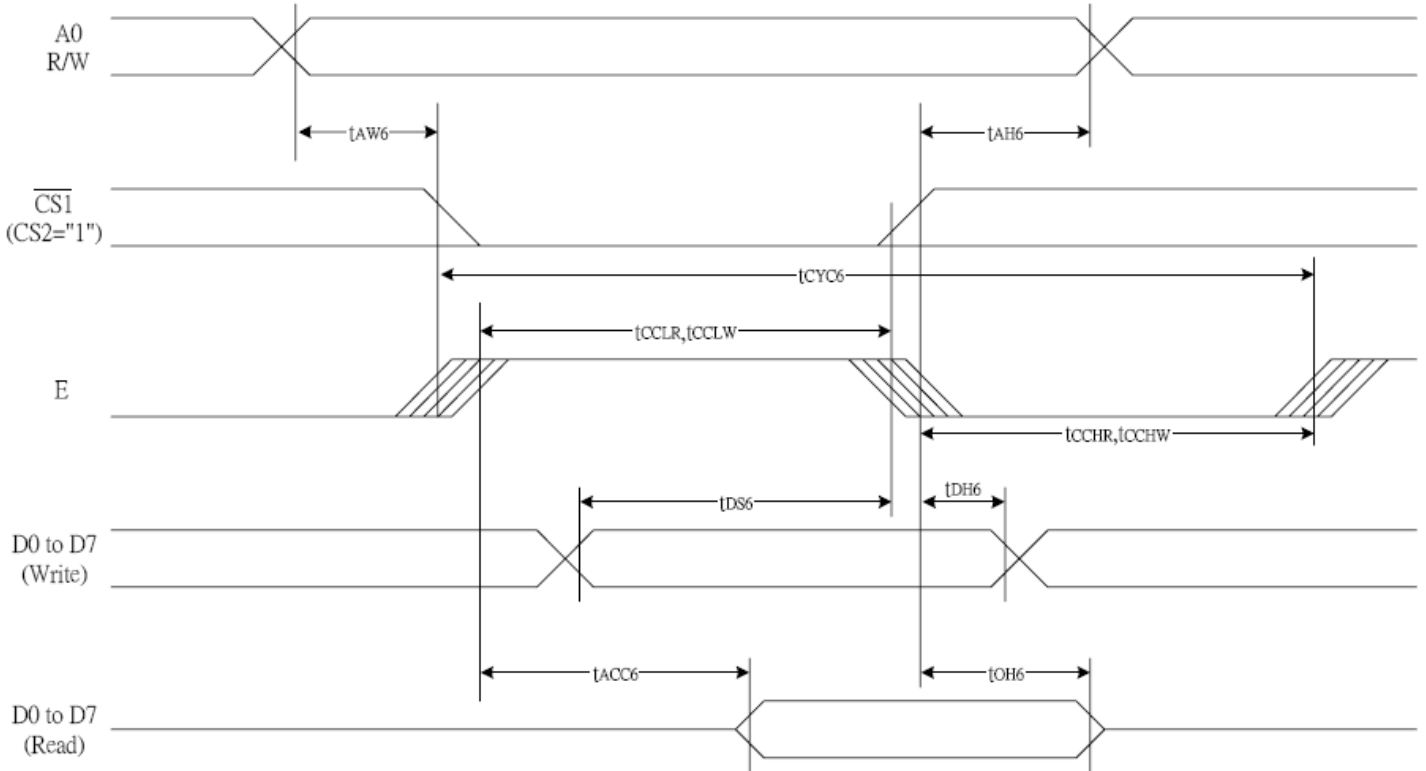 A0
R/W
tAW6
tAH6
CS1
(CS2="1")
tCYC6
tCCLR,tCCLW
E
tCCHR,tCCHW
tDS6
tDH6
D0 to D7
(Write)
tACC6
tOH6
D0 to D7
(Read)